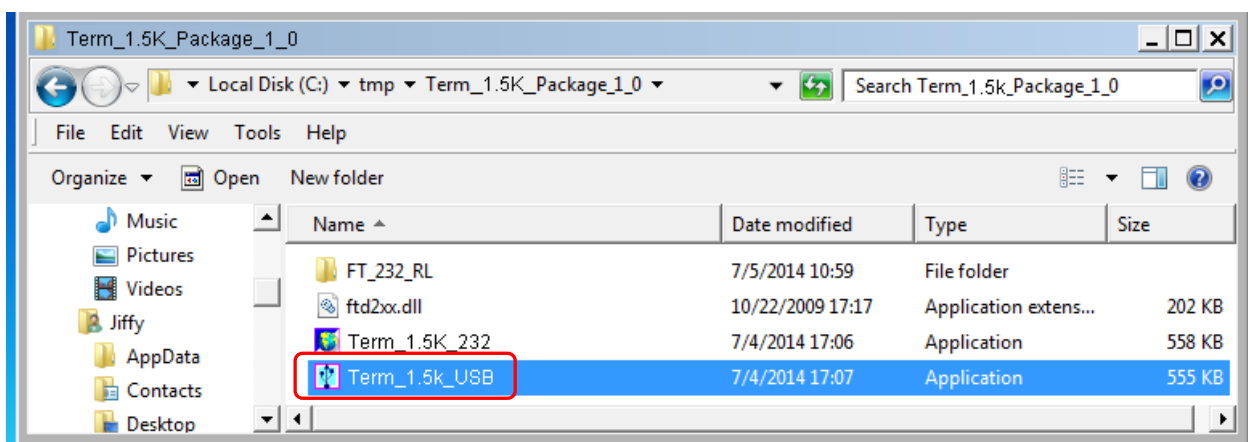 Term_1.5K_Package_1_0
Local Disk (C:) tmp Term_1.5K_Package_1_0 Search Term_1.5k_Package_1_0
File Edit View Tools Help
Organize Open New folder
Music
Pictures
Videos
Jiffy
AppData
Contacts
Desktop
Name Date modified Type Size
FT_232_RL 7/5/2014 10:59 File folder
ftd2xx.dll 10/22/2009 17:17 Application extens... 202 KB
Term_1.5K_232 7/4/2014 17:06 Application 558 KB
Term_1.5k_USB 7/4/2014 17:07 Application 555 KB